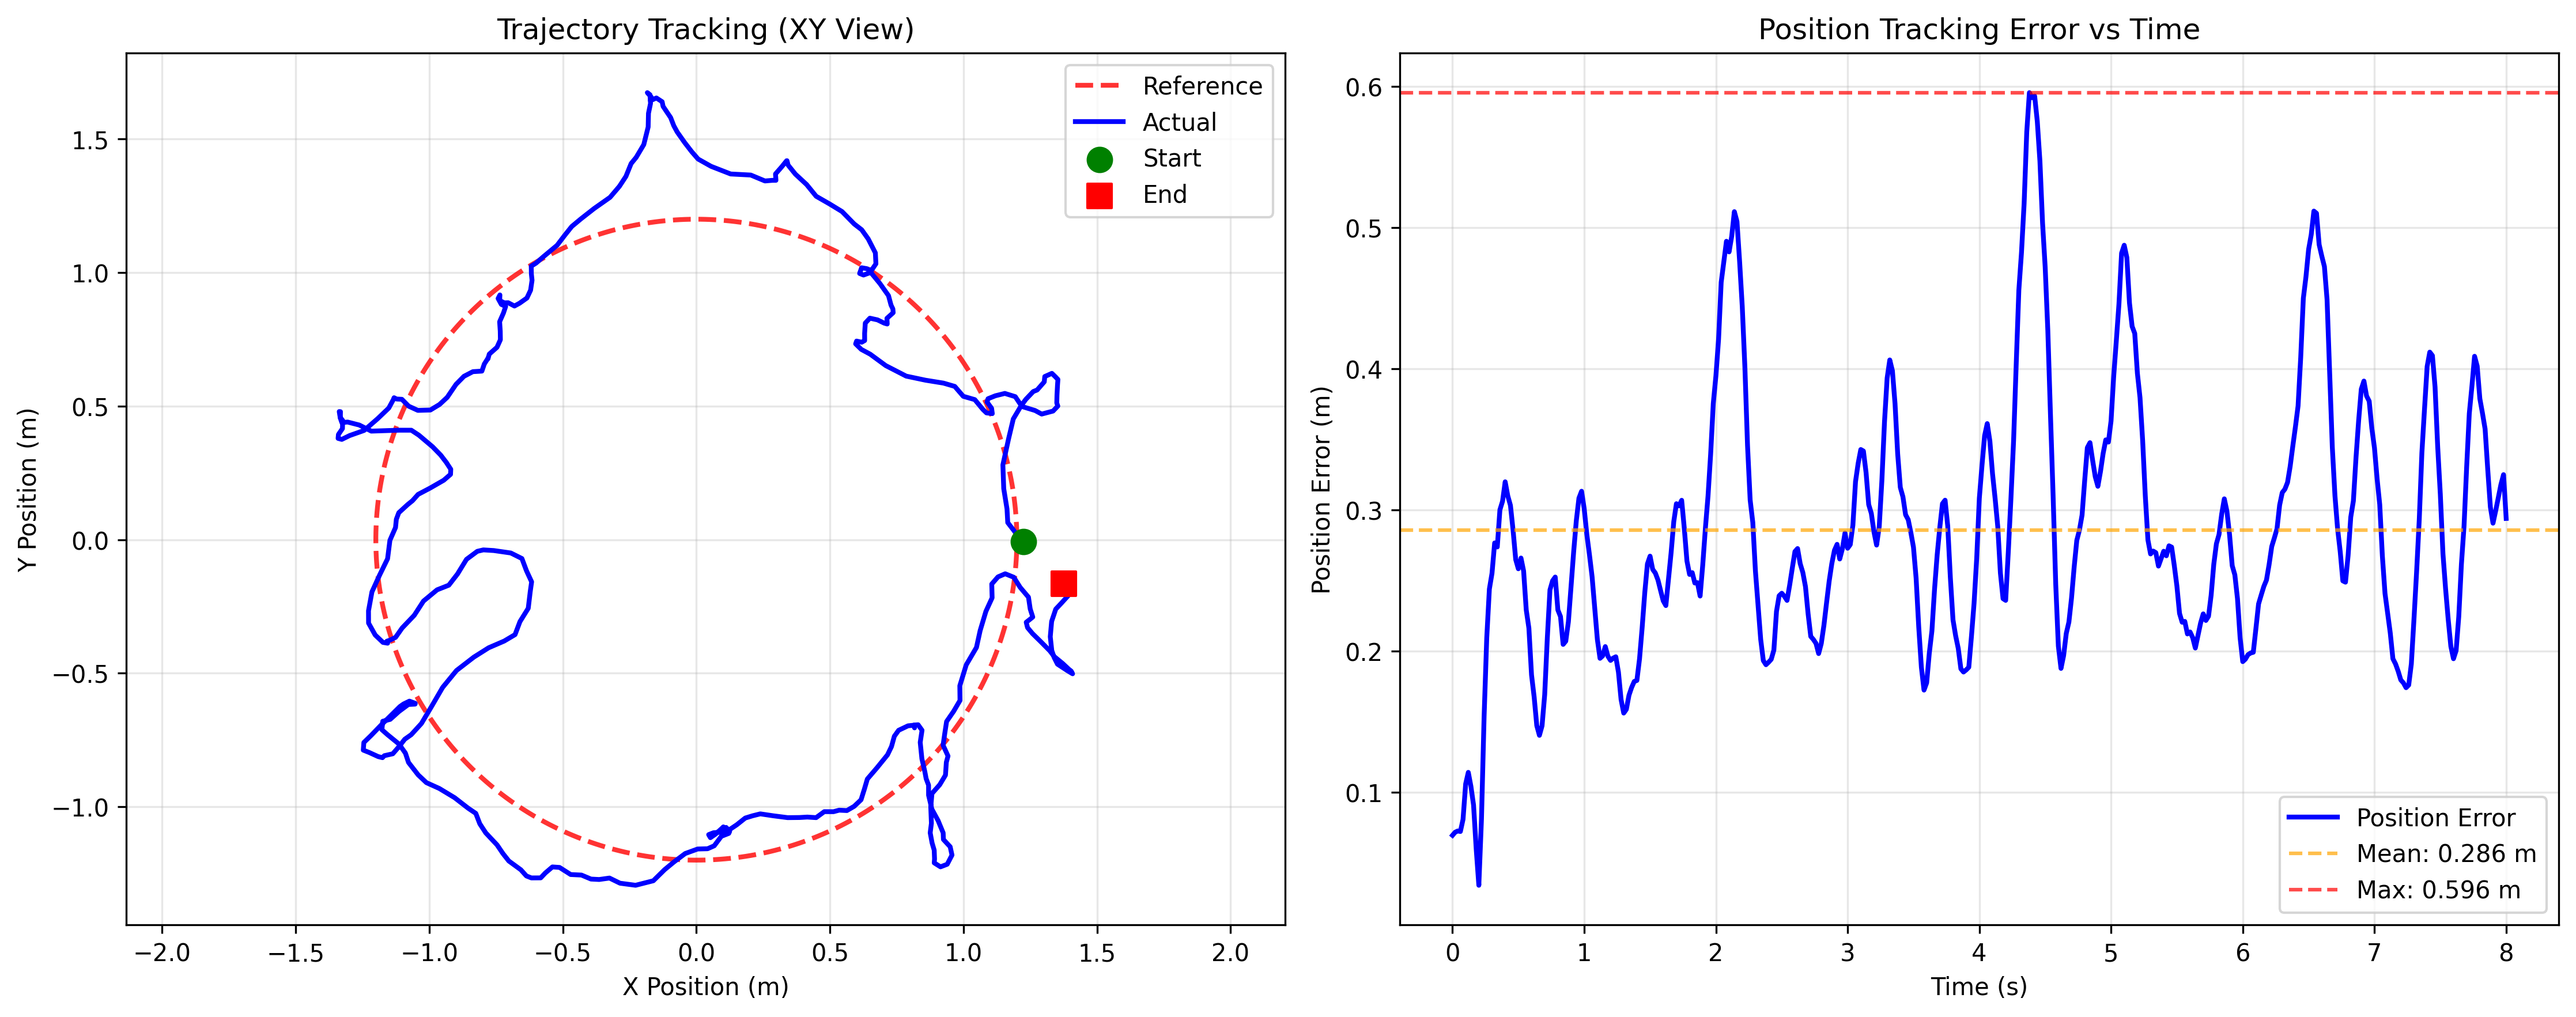 Trajectory Tracking (XY View)
Y Position (m)
1.5
1.0
0.5
0.0
−0.5
−1.0
−2.0 −1.5 −1.0 −0.5 0.0 0.5 1.0 1.5 2.0
X Position (m)
Reference
Actual
Start
End
Position Tracking Error vs Time
Position Error (m)
0.6
0.5
0.4
0.3
0.2
0.1
0 1 2 3 4 5 6 7 8
Time (s)
Position Error
Mean: 0.286 m
Max: 0.596 m